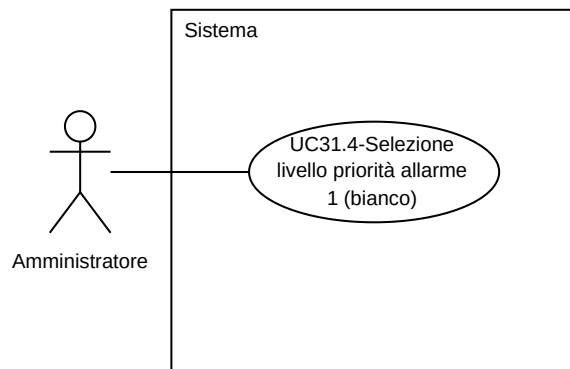 Sistema
UC31.4-Selezione
livello priorità allarme
1 (bianco)
Amministratore